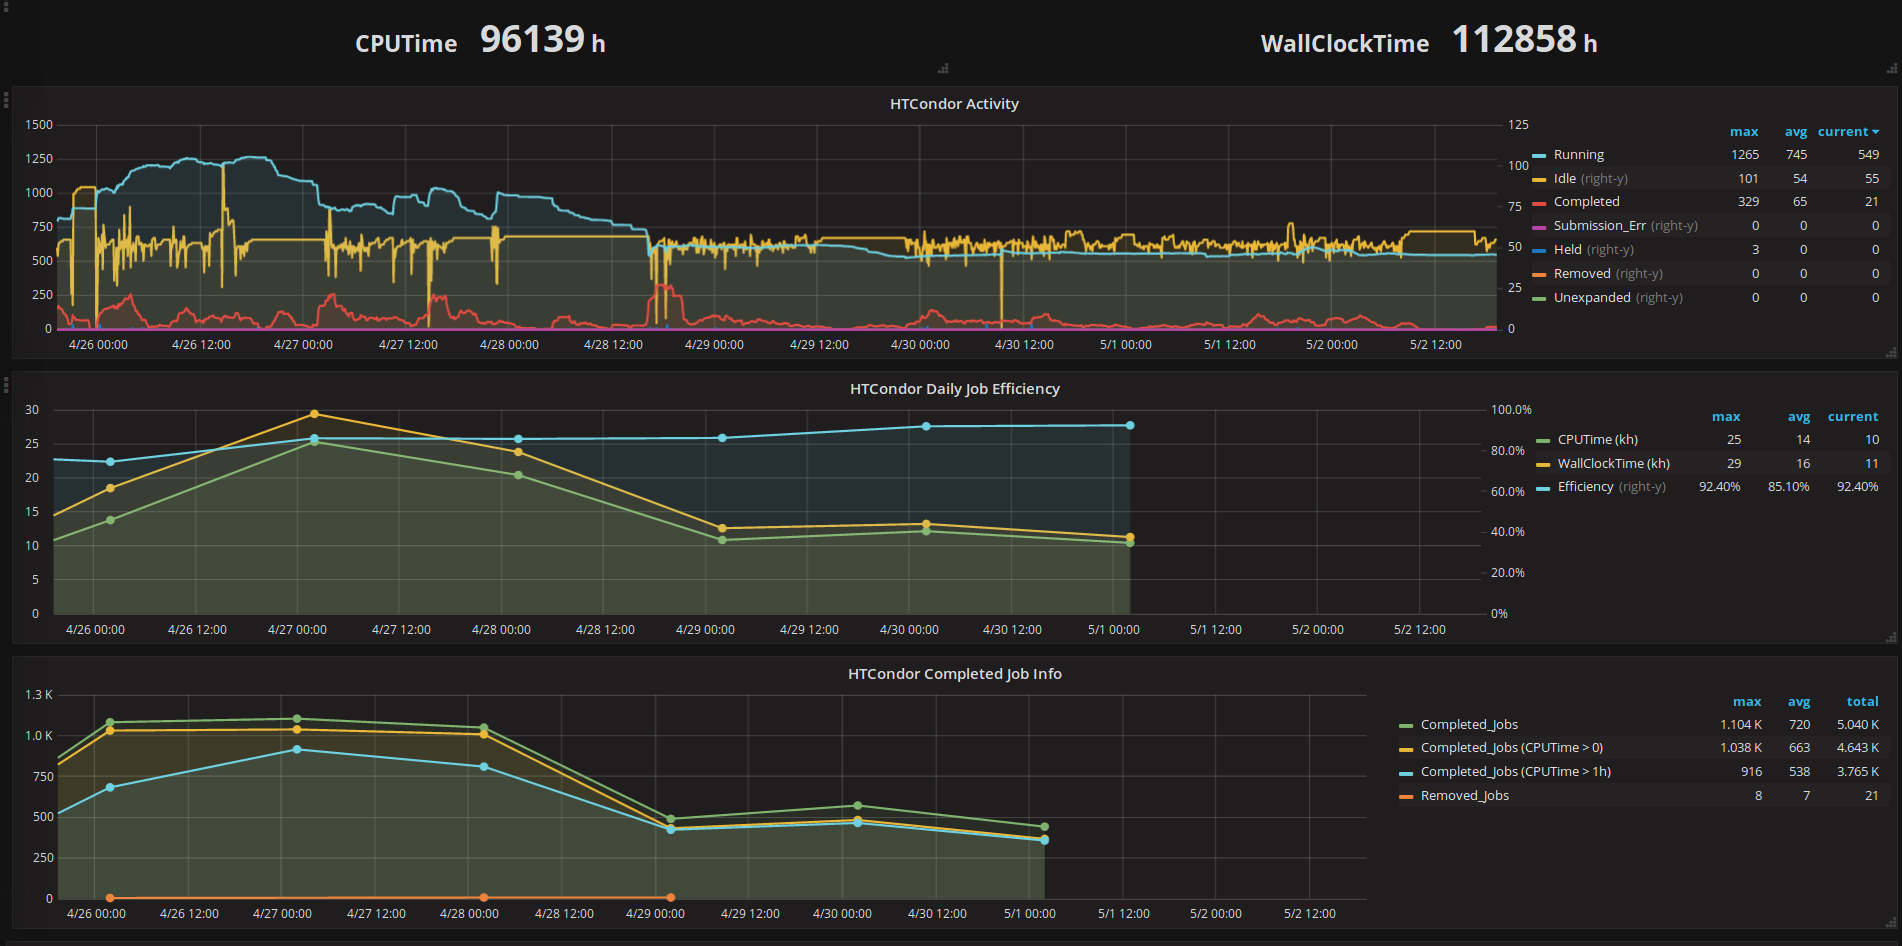 CPUTime 96139 h
WallClockTime 112858 h
HTCondor Activity
1500
1250
1000
750
500
250
0
125
100
75
50
25
0
4/26 00:00 4/26 12:00 4/27 00:00 4/27 12:00 4/28 00:00 4/28 12:00 4/29 00:00 4/29 12:00 4/30 00:00 4/30 12:00 5/1 00:00 5/1 12:00 5/2 00:00 5/2 12:00
max avg current
Running 1265 745 549
Idle (right-y) 101 54 55
Completed 329 65 21
Submission_Err (right-y) 0 0 0
Held (right-y) 3 0 0
Removed (right-y) 0 0 0
Unexpanded (right-y) 0 0 0
HTCondor Daily Job Efficiency
30
25
20
15
10
5
0
100.0%
80.0%
60.0%
40.0%
20.0%
0%
4/26 00:00 4/26 12:00 4/27 00:00 4/27 12:00 4/28 00:00 4/28 12:00 4/29 00:00 4/29 12:00 4/30 00:00 4/30 12:00 5/1 00:00 5/1 12:00 5/2 00:00 5/2 12:00
max avg current
CPUTime (kh) 25 14 10
WallClockTime (kh) 29 16 11
Efficiency (right-y) 92.40% 85.10% 92.40%
HTCondor Completed Job Info
1.3 K
1.0 K
750
500
250
0
4/26 00:00 4/26 12:00 4/27 00:00 4/27 12:00 4/28 00:00 4/28 12:00 4/29 00:00 4/29 12:00 4/30 00:00 4/30 12:00 5/1 00:00 5/1 12:00 5/2 00:00 5/2 12:00
max avg total
Completed_Jobs 1.104 K 720 5.040 K
Completed_Jobs (CPUTime > 0) 1.038 K 663 4.643 K
Completed_Jobs (CPUTime > 1h) 916 538 3.765 K
Removed_Jobs 8 7 21